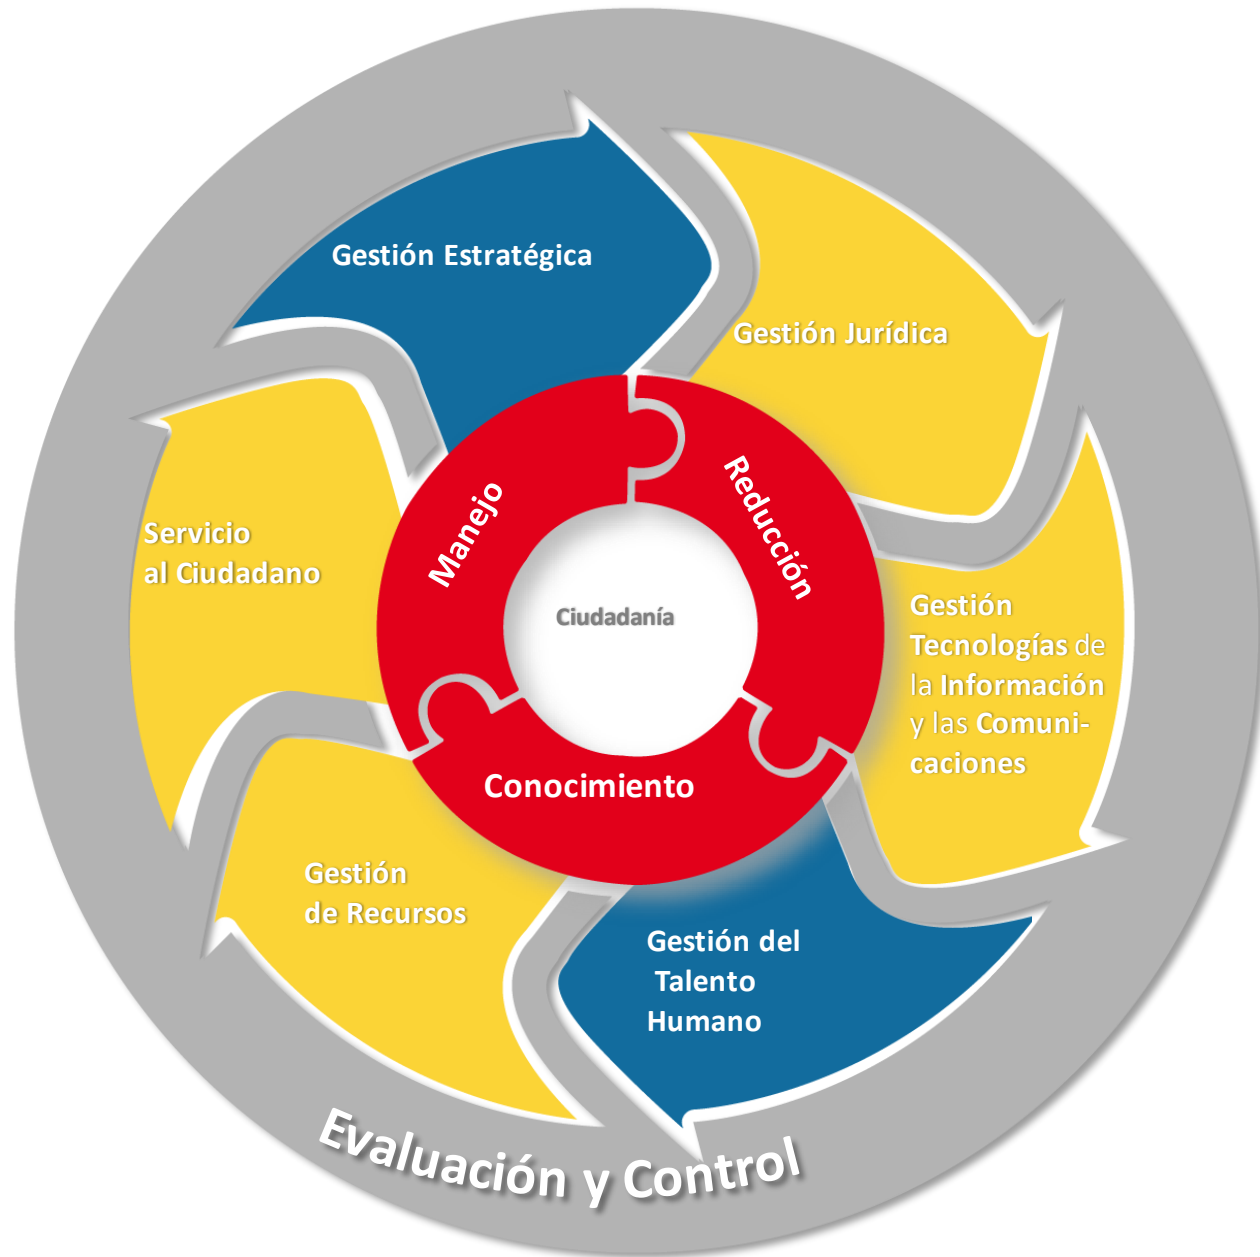 Gestión Estratégica
Gestión Jurídica
Manejo
Reducción
Servicio
al Ciudadano
Ciudadanía
Gestión
Tecnologías de
la Información
y las Comuni-
caciones
Conocimiento
Gestión
de Recursos
Gestión del
Talento
Humano
Evaluación y Control